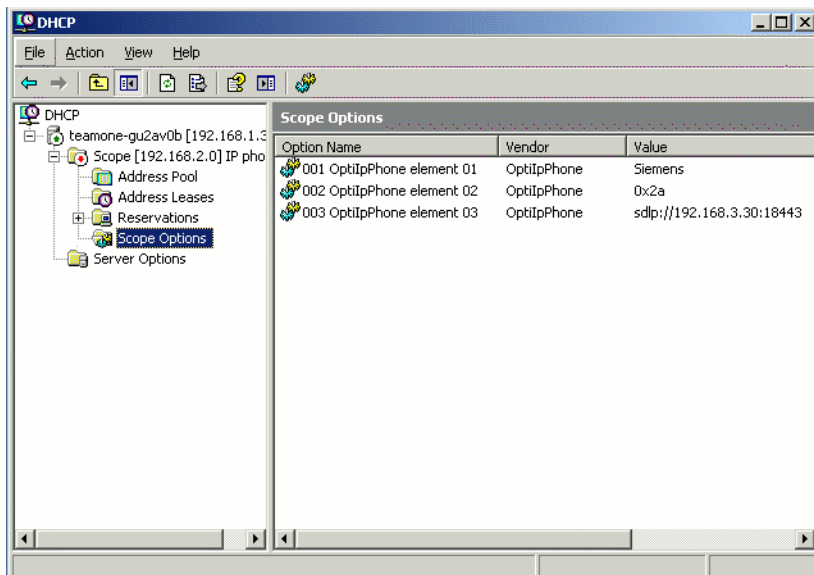 DHCP
File Action View Help
DHCP
teamone-gu2av0b [192.168.1.3
Scope [192.168.2.0] IP pho
Address Pool
Address Leases
Reservations
Scope Options
Server Options
Scope Options
Option Name Vendor Value
001 OptiIpPhone element 01 OptiIpPhone Siemens
002 OptiIpPhone element 02 OptiIpPhone 0x2a
003 OptiIpPhone element 03 OptiIpPhone sdlp://192.168.3.30:18443